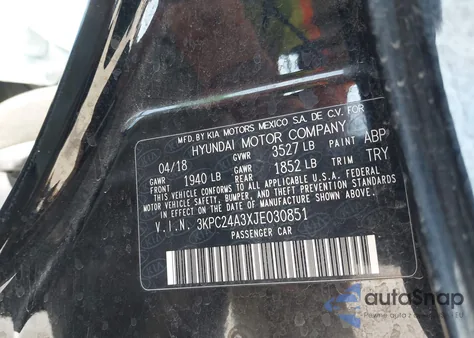 MFD.BY KIA MOTORS MEXICO S.A DE C.V. FOR
HYUNDAI MOTOR COMPANY
04/18 GVWR 3527 LB PAINT ABP
GAWR FRONT 1940 LB GAWR REAR 1852 LB TRIM TRY
THIS VEHICLE CONFORMS TO ALL APPLICABLE U.S.A. FEDERAL
MOTOR VEHICLE SAFETY, BUMPER, AND THEFT PREVENTION
STANDARDS IN EFFECT ON THE DATE OF MANUFACTURE SHOWN ABOVE.
V.I.N. 3KPC24A3XJE030851
PASSENGER CAR
autoSnap